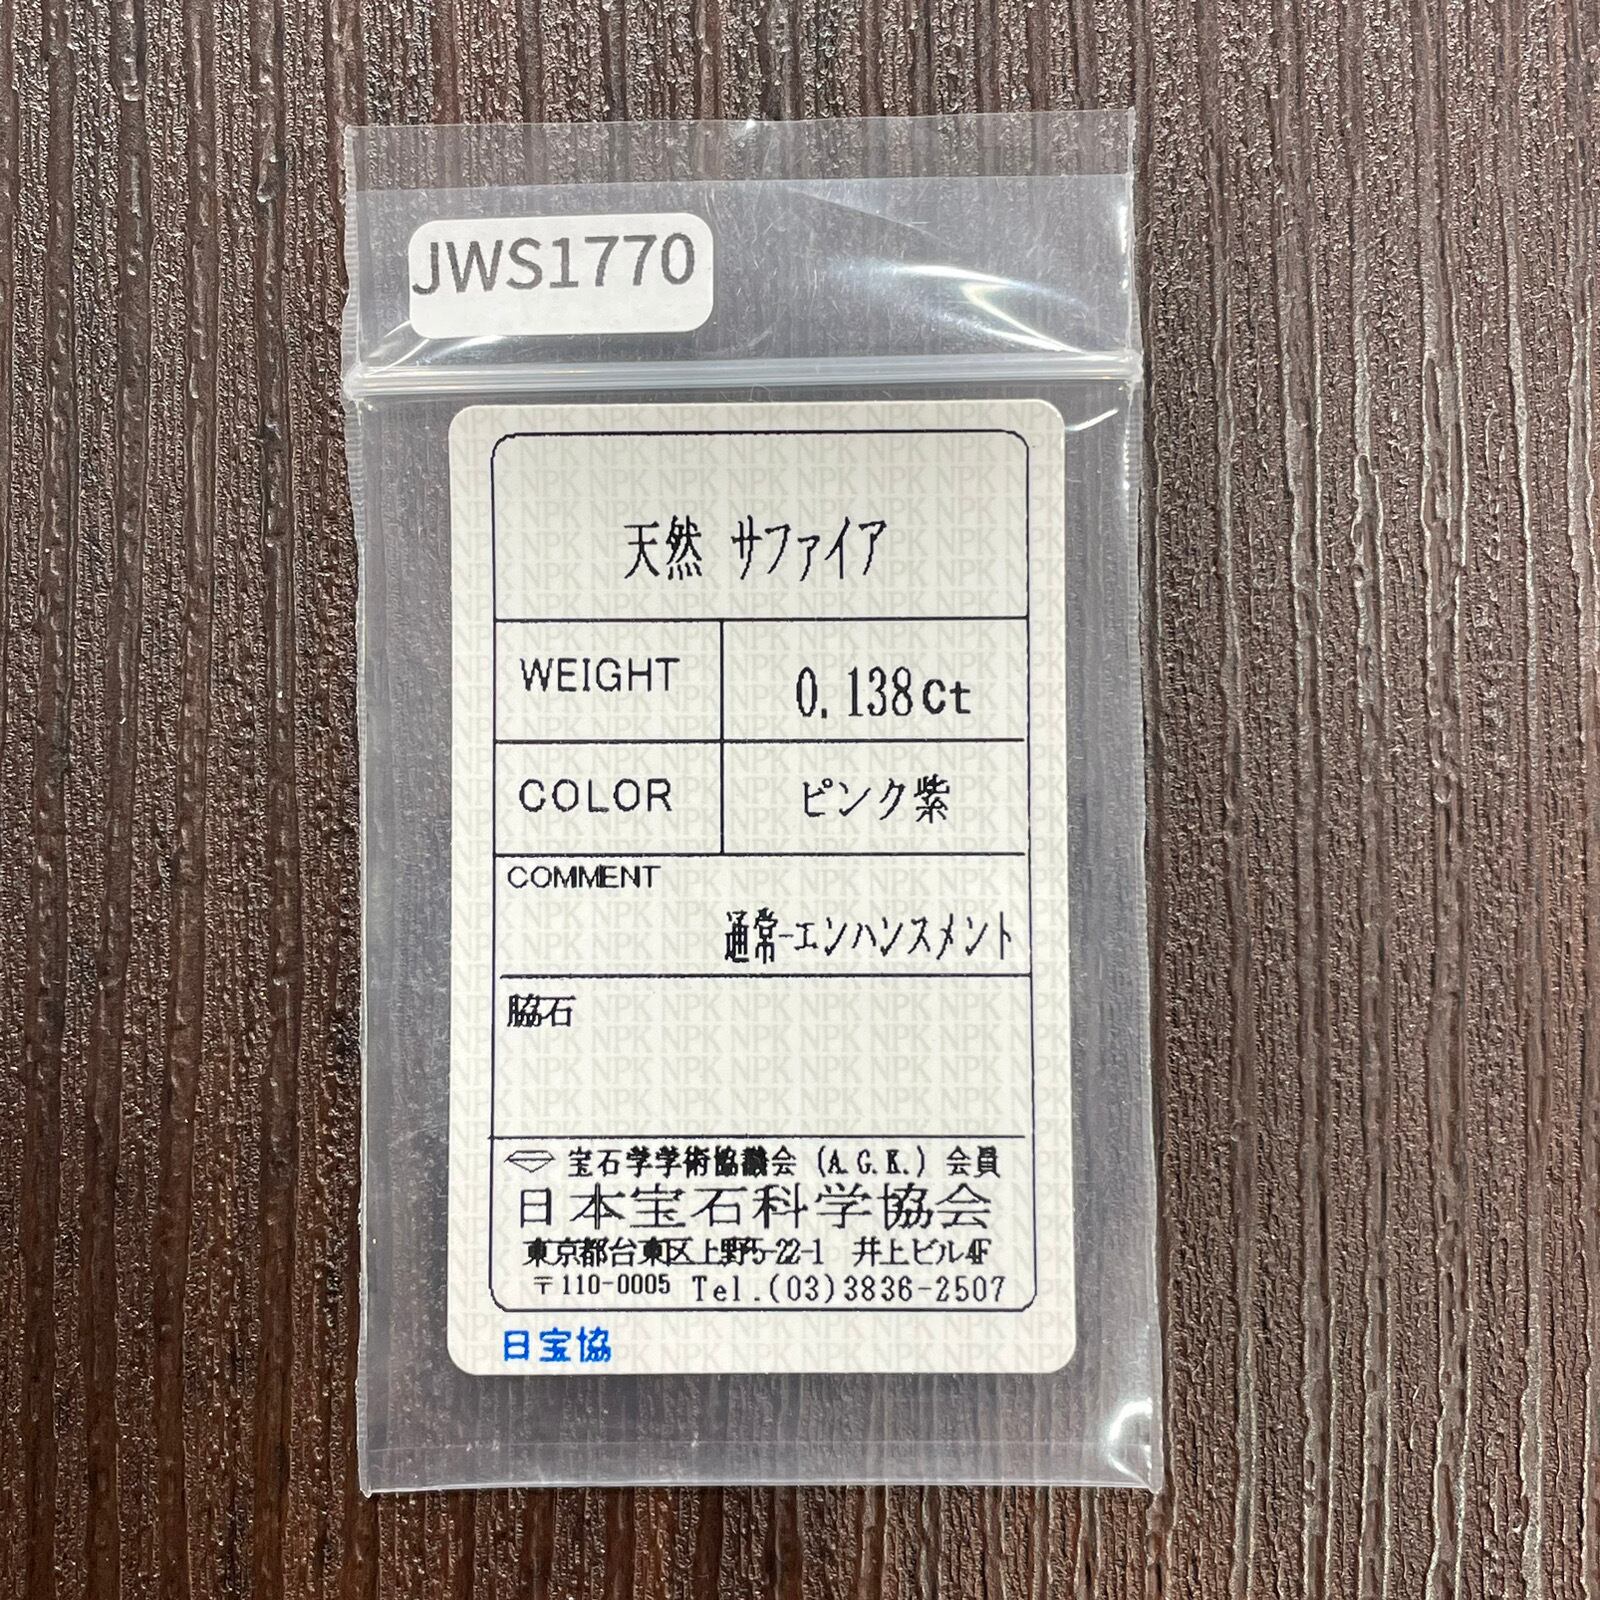 JWS1770
天然 サファイア
WEIGHT 0.138ct
COLOR ピンク紫
COMMENT
通常-エンハンスメント
脇石
宝石学学術協議会 (A.G.K.) 会員
日本宝石科学協会
東京都台東区上野5-22-1 井上ビル4F
〒110-0005 Tel.(03)3836-2507
日宝協